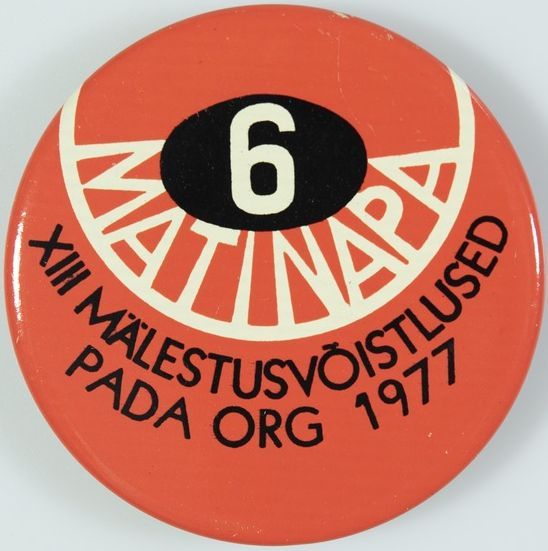 6
MATI NAPA
XIII MÄLESTUSVÕISTLUSED
PADA ORG 1977